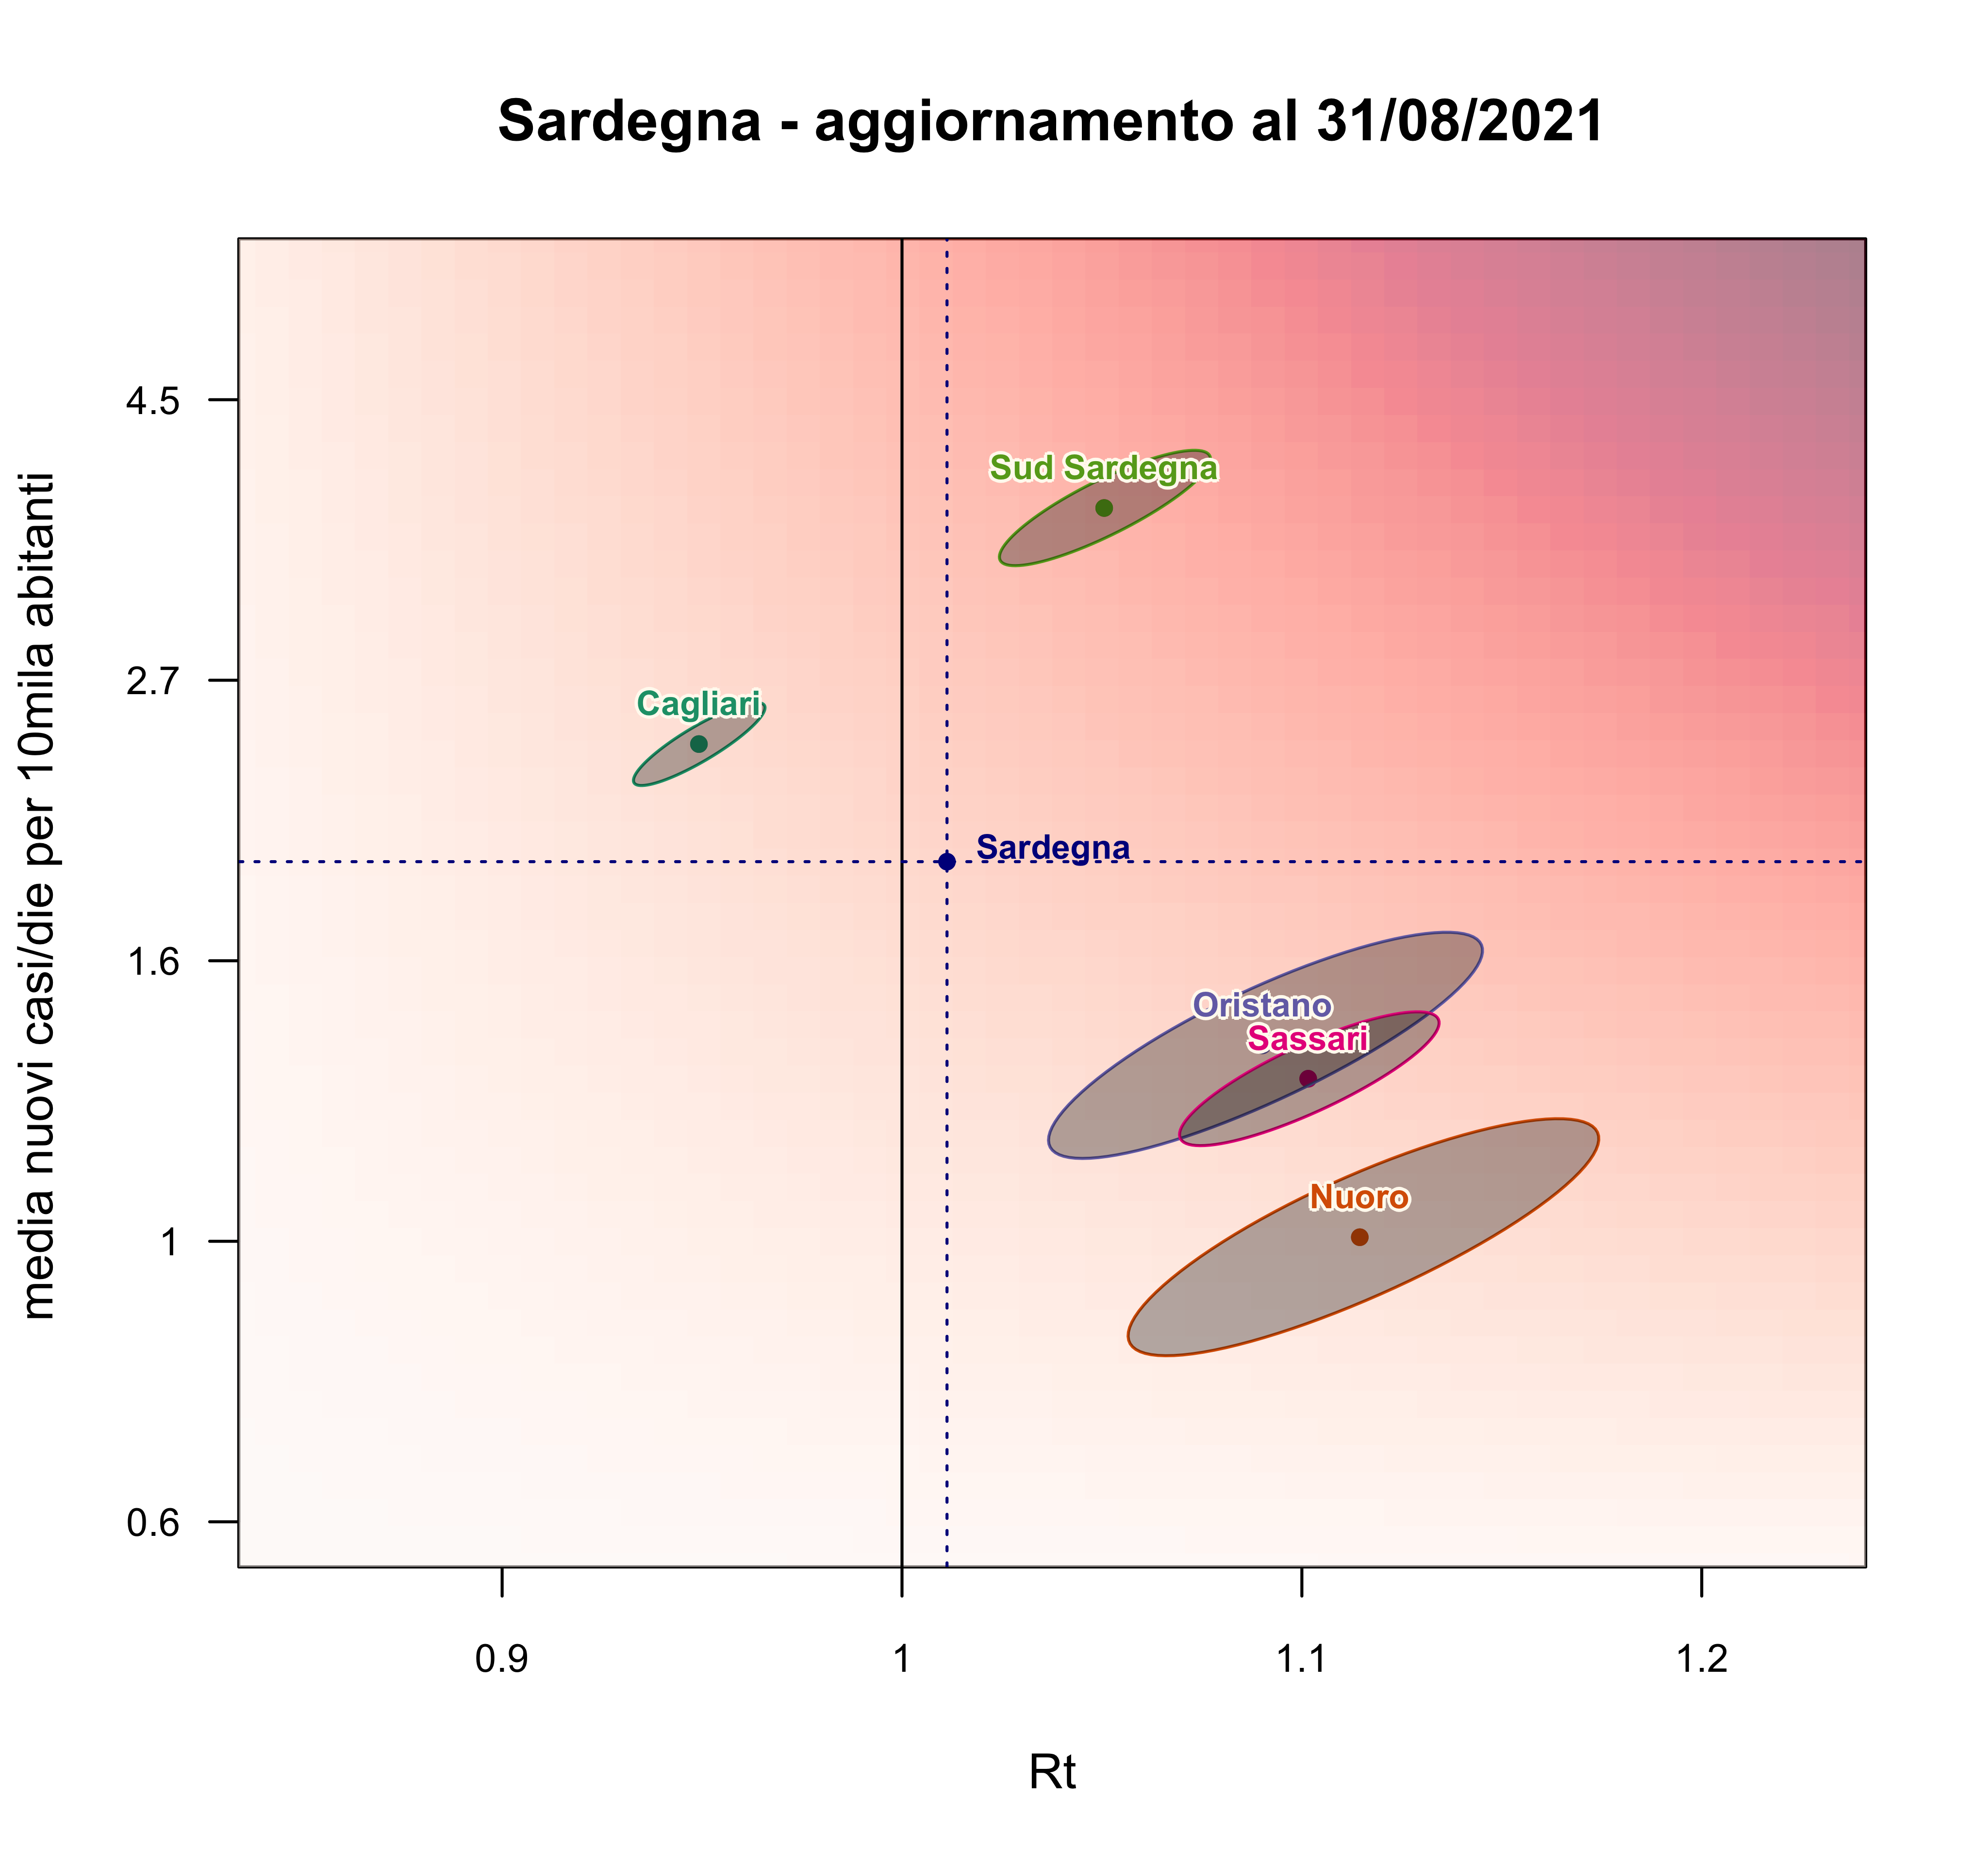 Sardegna - aggiornamento al 31/08/2021
media nuovi casi/die per 10mila abitanti
4.5
2.7
1.6
1
0.6
Sud Sardegna
Cagliari
Sardegna
Oristano
Sassari
Nuoro
0.9
1
1.1
1.2
Rt